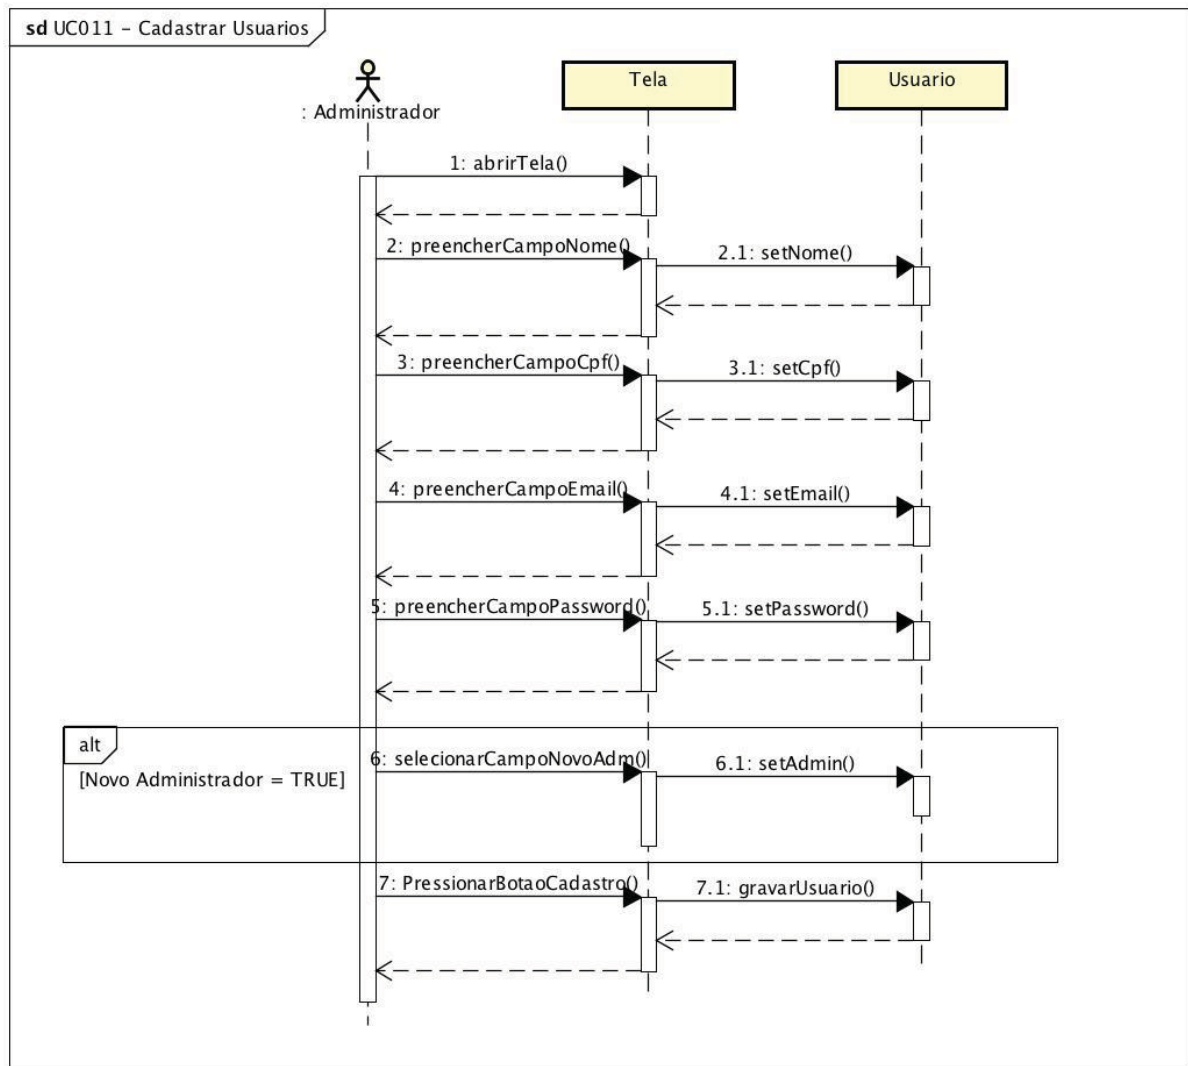 sd UC011 – Cadastrar Usuarios
: Administrador
Tela
Usuario
1: abrirTela()
2: preencherCampoNome()
2.1: setNome()
3: preencherCampoCpf()
3.1: setCpf()
4: preencherCampoEmail()
4.1: setEmail()
5: preencherCampoPassword()
5.1: setPassword()
alt
[Novo Administrador = TRUE]
6: selecionarCampoNovoAdm()
6.1: setAdmin()
7: PressionarBotaoCadastro()
7.1: gravarUsuario()